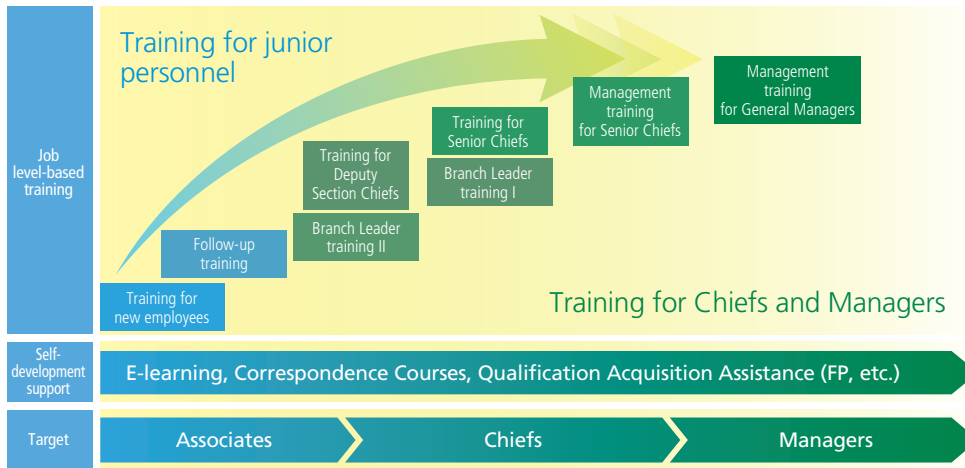 Job
level-based
training
Training for junior
personnel
Training for
new employees
Follow-up
training
Training for
Deputy
Section Chiefs
Branch Leader
training II
Training for
Senior Chiefs
Branch Leader
training I
Management
training
for Senior Chiefs
Management
training
for General Managers
Training for Chiefs and Managers
Self-
development
support
E-learning, Correspondence Courses, Qualification Acquisition Assistance (FP, etc.)
Target
Associates
Chiefs
Managers